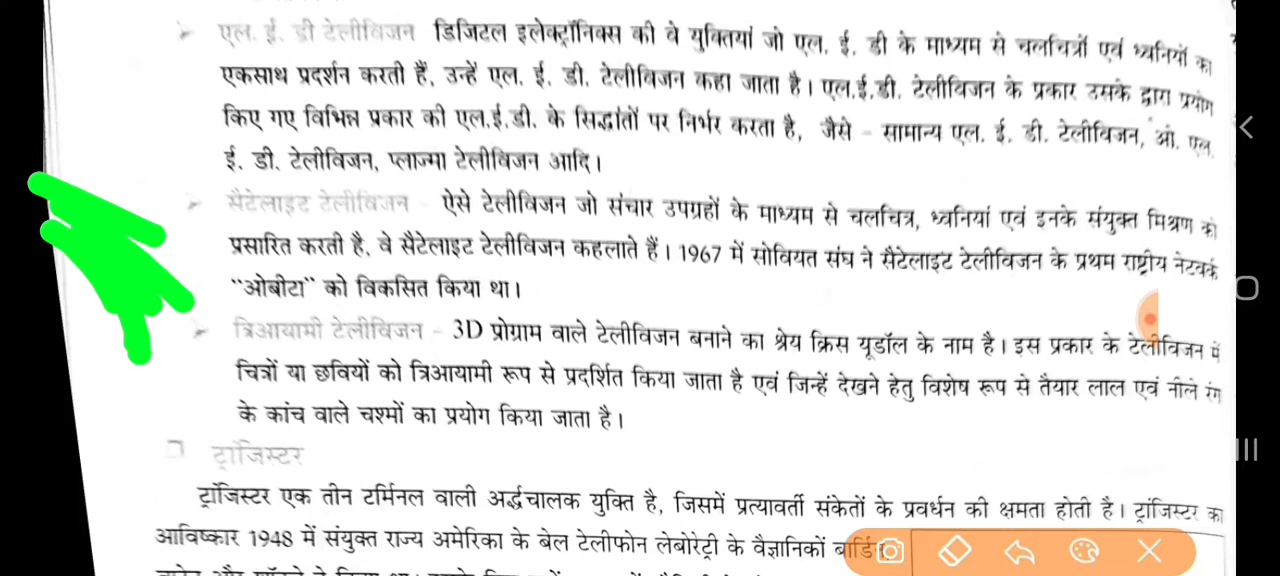 एल. ई. डी टेलीविजन डिजिटल इलेक्ट्रॉनिक्स की वे युक्तियां जो एल. ई. डी के माध्यम से चलचित्रों एवं ध्वनियों का
एकसाथ प्रदर्शन करती हैं, उन्हें एल. ई. डी. टेलीविजन कहा जाता है। एल.ई.डी. टेलीविजन के प्रकार उसके द्वारा प्रयोग
किए गए विभिन्न प्रकार की एल.ई.डी. के सिद्धांतों पर निर्भर करता है, जैसे - सामान्य एल. ई. डी. टेलीविजन, ओ. एल.
ई. डी. टेलीविजन, प्लाज्मा टेलीविजन आदि।
सैटेलाइट टेलीविजन - ऐसे टेलीविजन जो संचार उपग्रहों के माध्यम से चलचित्र, ध्वनियां एवं इनके संयुक्त मिश्रण को
प्रसारित करती है, वे सैटेलाइट टेलीविजन कहलाते हैं। 1967 में सोवियत संघ ने सैटेलाइट टेलीविजन के प्रथम राष्ट्रीय नेटवर्क
"ओबीटा" को विकसित किया था।
त्रिआयामी टेलीविजन - 3D प्रोग्राम वाले टेलीविजन बनाने का श्रेय क्रिस यूडॉल के नाम है। इस प्रकार के टेलीविजन में
चित्रों या छवियों को त्रिआयामी रूप से प्रदर्शित किया जाता है एवं जिन्हें देखने हेतु विशेष रूप से तैयार लाल एवं नीले रंग
के कांच वाले चश्मों का प्रयोग किया जाता है।
ट्रांजिस्टर
ट्रांजिस्टर एक तीन टर्मिनल वाली अर्द्धचालक युक्ति है, जिसमें प्रत्यावर्ती संकेतों के प्रवर्धन की क्षमता होती है। ट्रांजिस्टर का
आविष्कार 1948 में संयुक्त राज्य अमेरिका के बेल टेलीफोन लेबोरेट्री के वैज्ञानिकों